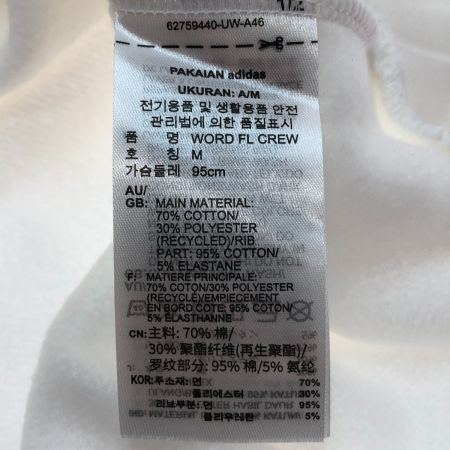 62759440-UW-A46
PAKAIAN adidas
UKURAN: A/M
전기용품 및 생활용품 안전
관리법에 의한 품질표시
품 명 WORD FL CREW
호 칭 M
가슴둘레 95cm
AU/
GB: MAIN MATERIAL:
70% COTTON/
30% POLYESTER
(RECYCLED)/RIB
PART: 95% COTTON/
5% ELASTANE
F: MATIERE PRINCIPALE:
70% COTON/30% POLYESTER
(RECYCLÉ)/EMPIECEMENT
EN BORD CÔTE: 95% COTON/
5% ÉLASTHANNE
CN: 主料: 70% 棉/
30% 聚酯纤维(再生聚酯)/
罗纹部分: 95% 棉/5% 氨纶
KOR: 주소재: 면 70%
폴리에스터 30%
리브부분: 면 95%
폴리우레탄 5%